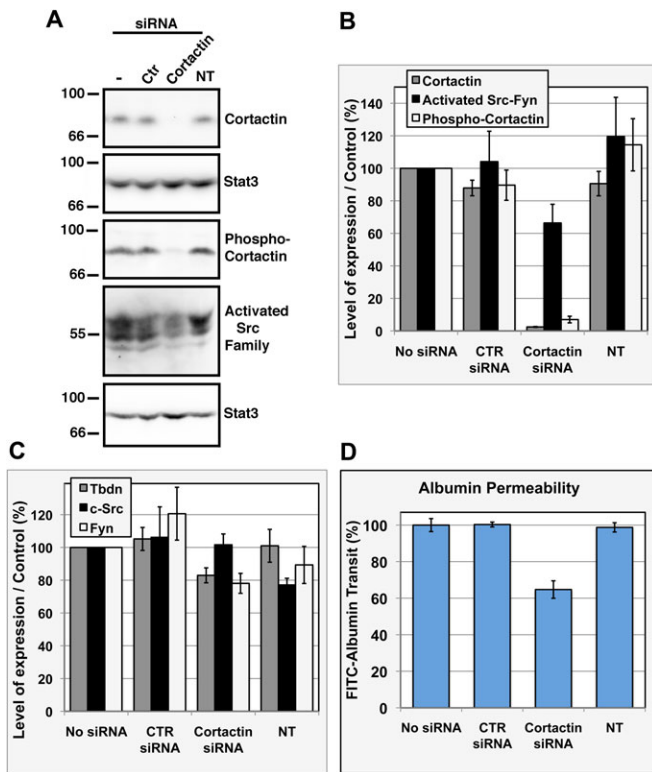 A
siRNA
- Ctr Cortactin NT
100
66
Cortactin
100
66
Stat3
66
Phospho-
Cortactin
55
Activated
Src
Family
100
66
Stat3
B
Cortactin
Activated Src-Fyn
Phospho-Cortactin
Level of expression / Control (%)
140
120
100
80
60
40
20
0
No siRNA
CTR
siRNA
Cortactin
siRNA
NT
C
Tbdn
c-Src
Fyn
Level of expression / Control (%)
120
100
80
60
40
20
0
No siRNA
CTR
siRNA
Cortactin
siRNA
NT
D
Albumin Permeability
FITC-Albumin Transit (%)
100
80
60
40
20
0
No siRNA
CTR
siRNA
Cortactin
siRNA
NT